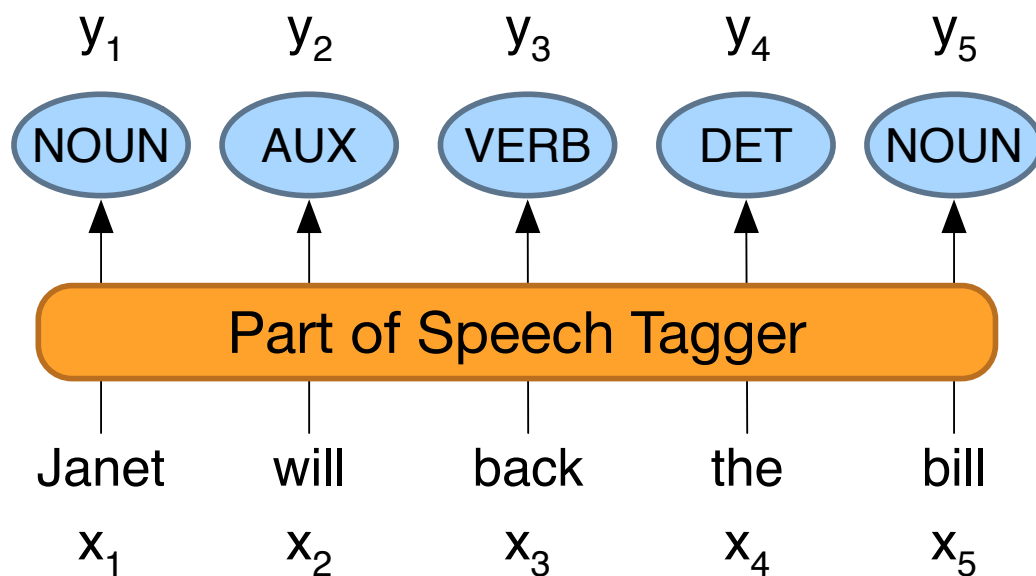 y₁ y₂ y₃ y₄ y₅
NOUN AUX VERB DET NOUN
Part of Speech Tagger
Janet will back the bill
x₁ x₂ x₃ x₄ x₅